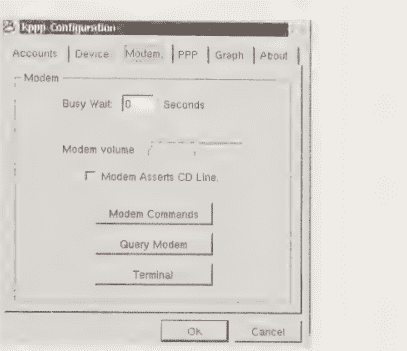 kppp Configuration
Accounts Device Modem PPP Graph About
Modem
Busy Wait: 0 Seconds
Modem volume
Modem Asserts CD Line.
Modem Commands
Query Modem
Terminal
OK Cancel